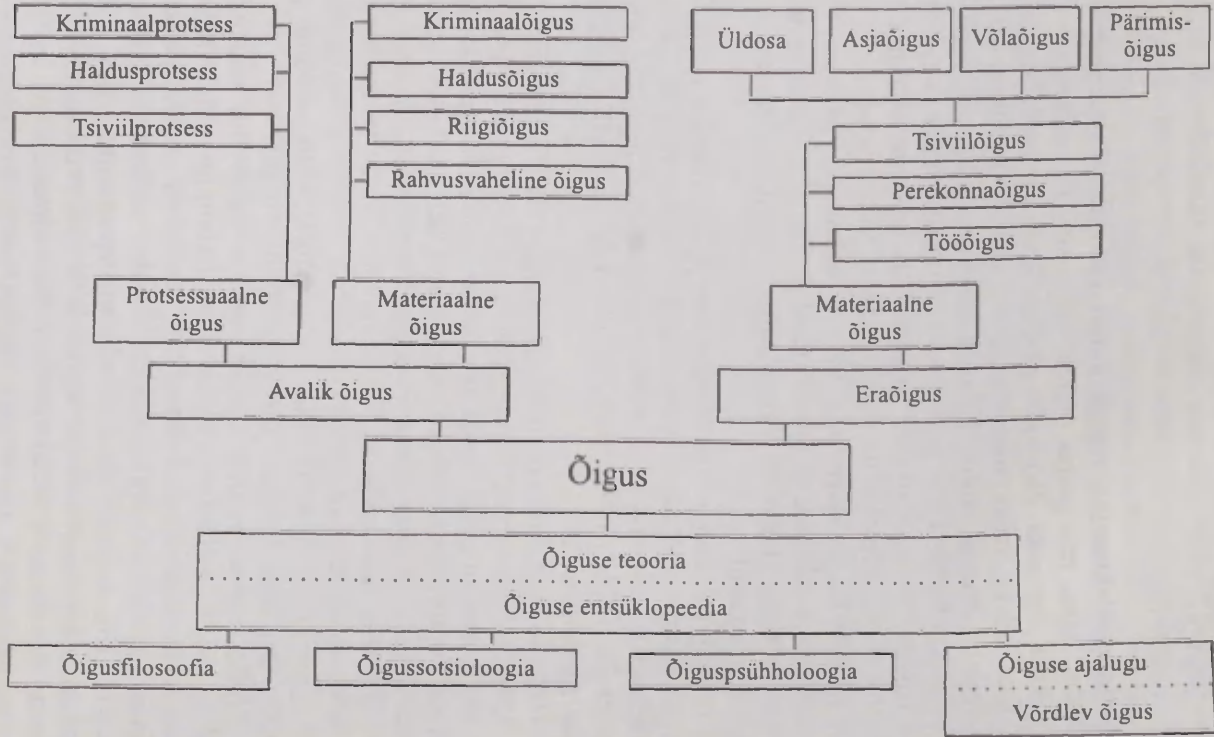 Kriminaalprotsess
Haldusprotsess
Tsiviilprotsess
Kriminaalõigus
Haldusõigus
Riigiõigus
Rahvusvaheline õigus
Üldosa
Asjaõigus
Võlaõigus
Pärimis-
õigus
Tsiviilõigus
Perekonnaõigus
Tööõigus
Protsessuaalne
õigus
Materiaalne
õigus
Materiaalne
õigus
Avalik õigus
Eraõigus
Õigus
Õiguse teooria
Õiguse entsüklopeedia
Õigusfilosoofia
Õigussotsioloogia
Õiguspsühholoogia
Õiguse ajalugu
Võrdlev õigus